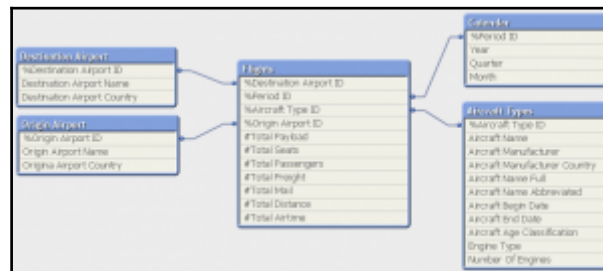 Destination Airport
%Destination Airport ID
Destination Airport Name
Destination Airport Country
Origin Airport
%Origin Airport ID
Origin Airport Name
Origina Airport Country
Flights
%Destination Airport ID
%Period ID
%Aircraft Type ID
%Origin Airport ID
#Total Payload
#Total Seats
#Total Passengers
#Total Freight
#Total Mail
#Total Distance
#Total Airtime
Calendar
%Period ID
Year
Quarter
Month
Aircraft Types
%Aircraft Type ID
Aircraft Name
Aircraft Manufacturer
Aircraft Manufacturer Country
Aircraft Name Full
Aircraft Name Abbreviated
Aircraft Begin Date
Aircraft End Date
Aircraft Age Classification
Engine Type
Number Of Engines